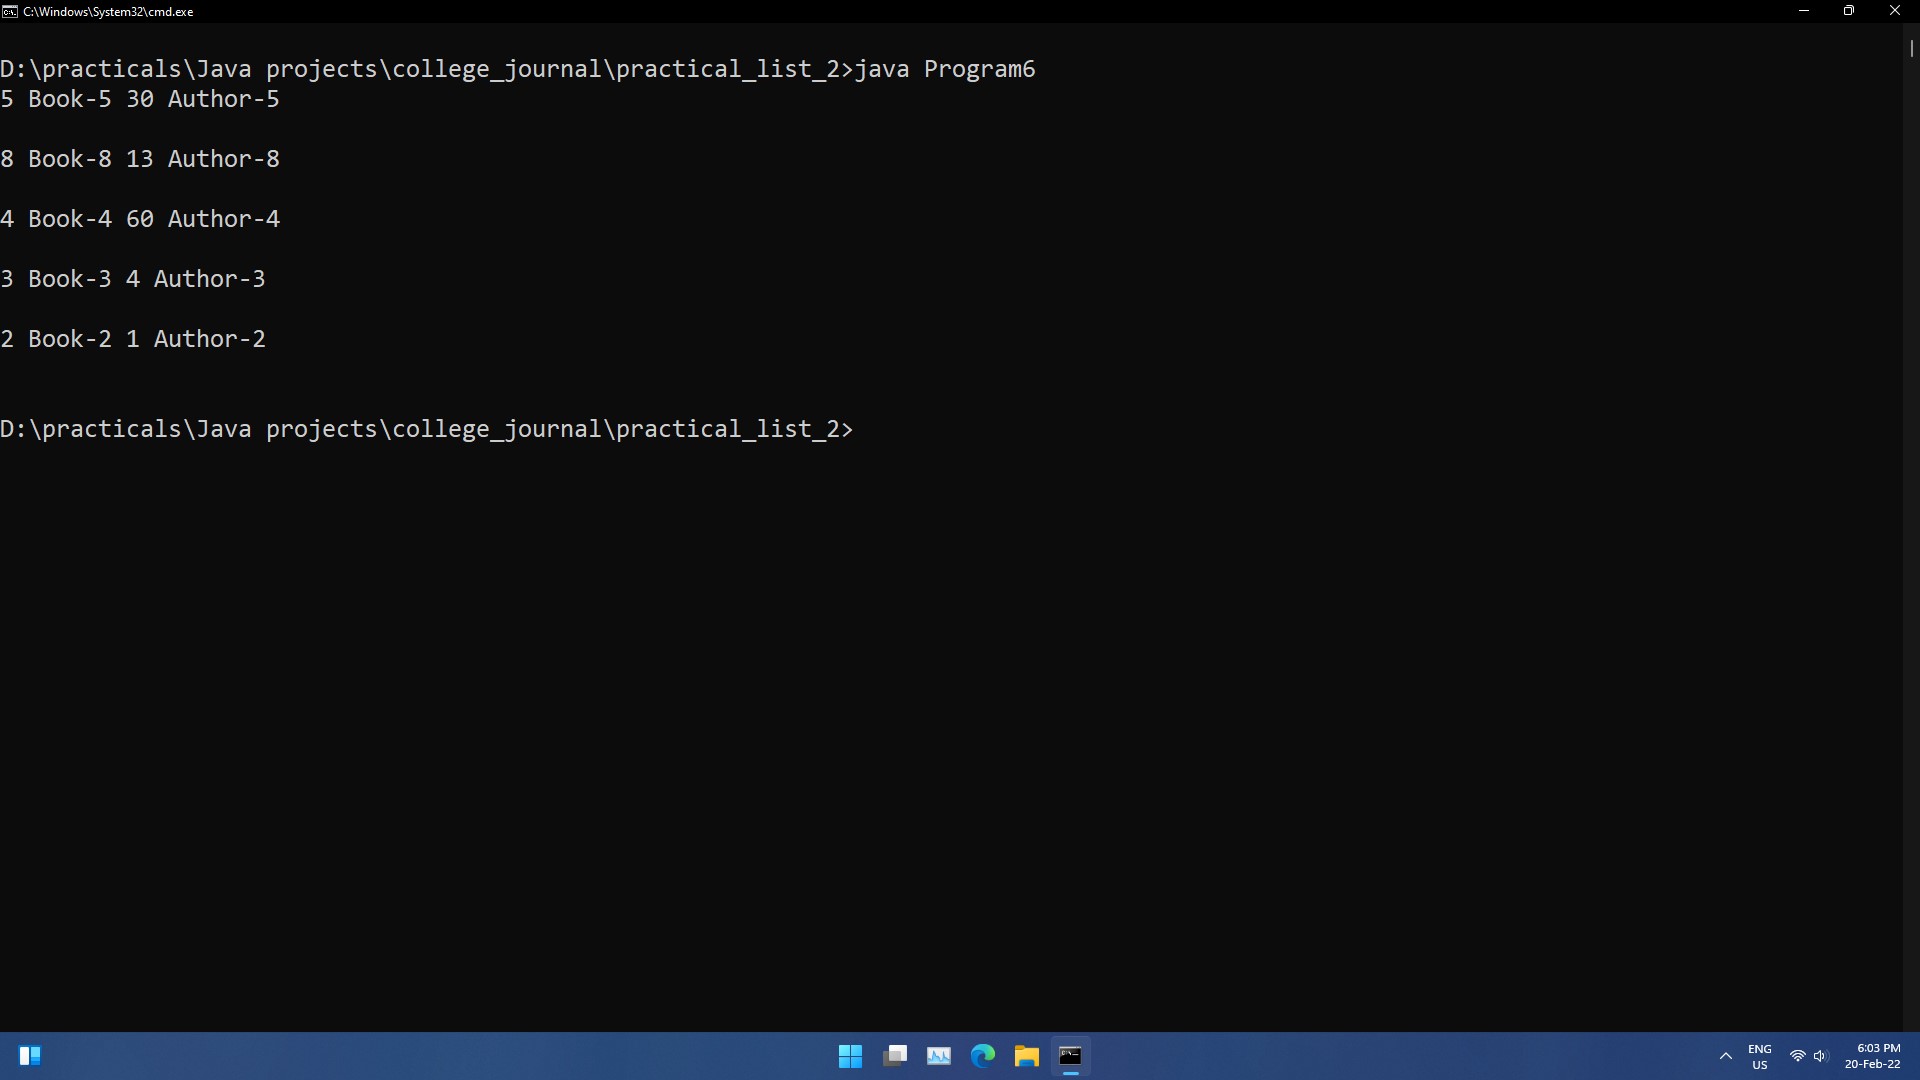 C:\Windows\System32\cmd.exe
D:\practicals\Java projects\college_journal\practical_list_2>java Program6
5 Book-5 30 Author-5
8 Book-8 13 Author-8
4 Book-4 60 Author-4
3 Book-3 4 Author-3
2 Book-2 1 Author-2
D:\practicals\Java projects\college_journal\practical_list_2>
ENG
US
6:03 PM
20-Feb-22